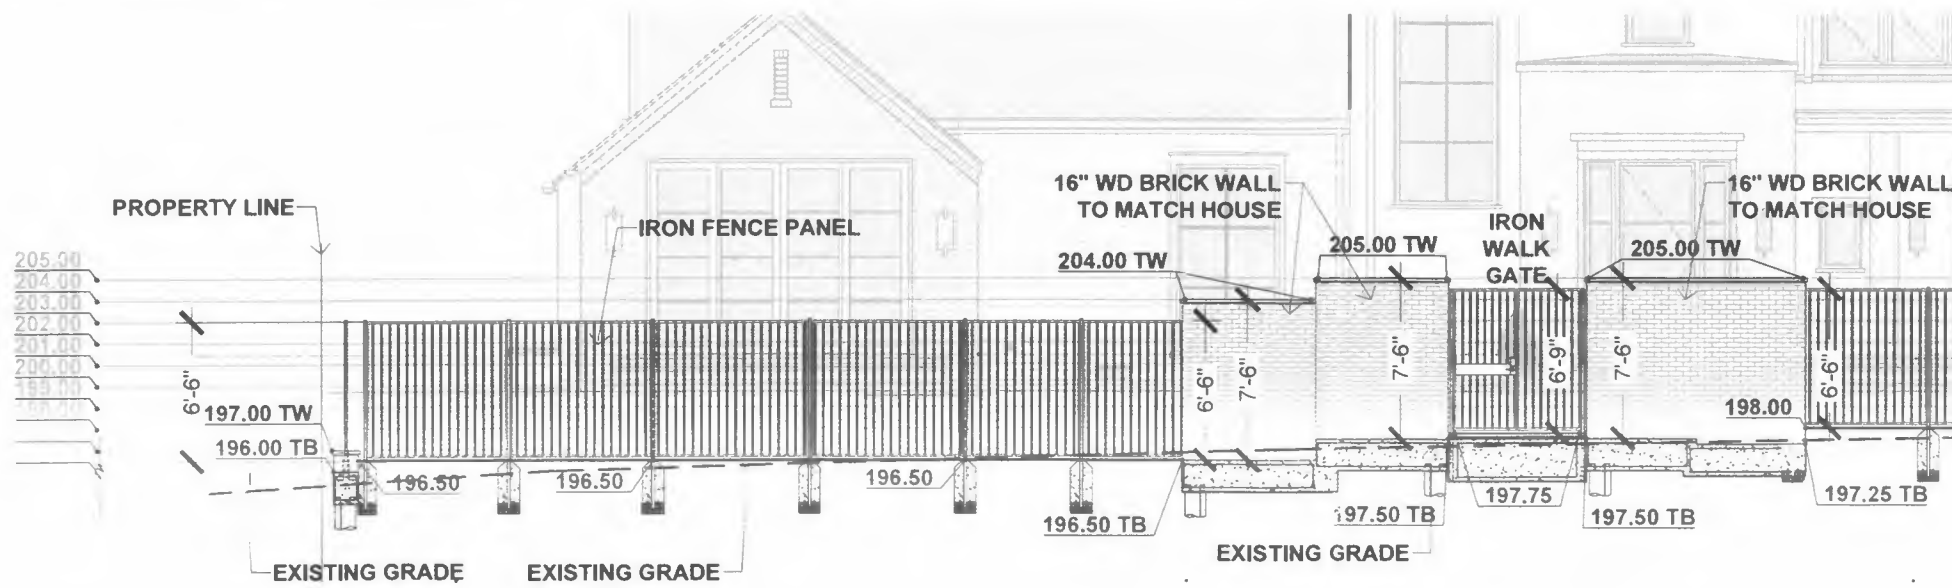 PROPERTY LINE
IRON FENCE PANEL
16" WD BRICK WALL
TO MATCH HOUSE
IRON
WALK
GATE
16" WD BRICK WALL
TO MATCH HOUSE
204.00 TW
205.00 TW
205.00 TW
205.00
204.00
203.00
202.00
201.00
200.00
199.00
6'-6"
197.00 TW
196.00 TB
196.50
196.50
196.50
6'-6"
7'-6"
7'-6"
6'-9"
7'-6"
198.00
6'-6"
196.50 TB
197.50 TB
197.75
197.50 TB
197.25 TB
EXISTING GRADE
EXISTING GRADE
EXISTING GRADE